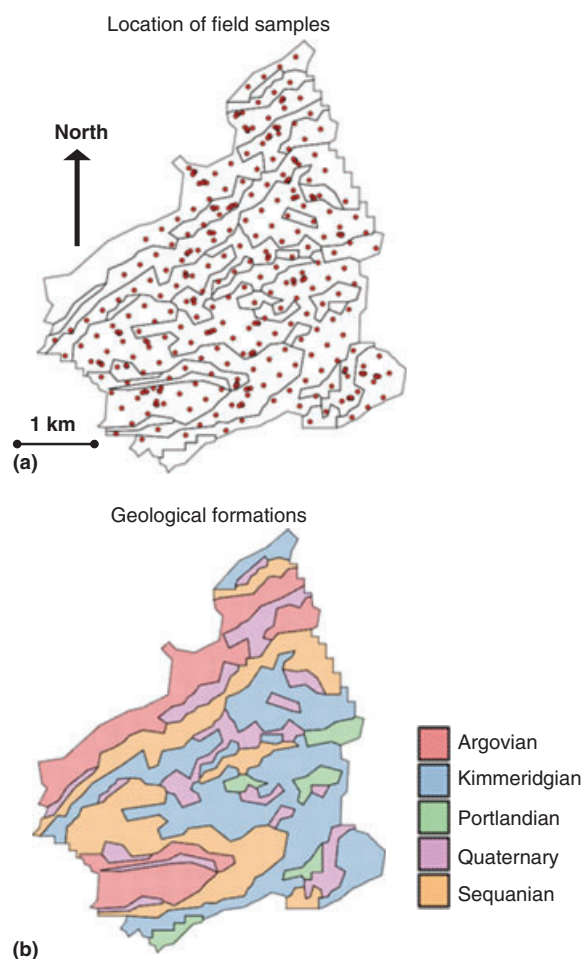 Location of field samples
North
1 km
(a)
Geological formations
Argovian
Kimmeridgian
Portlandian
Quaternary
Sequanian
(b)